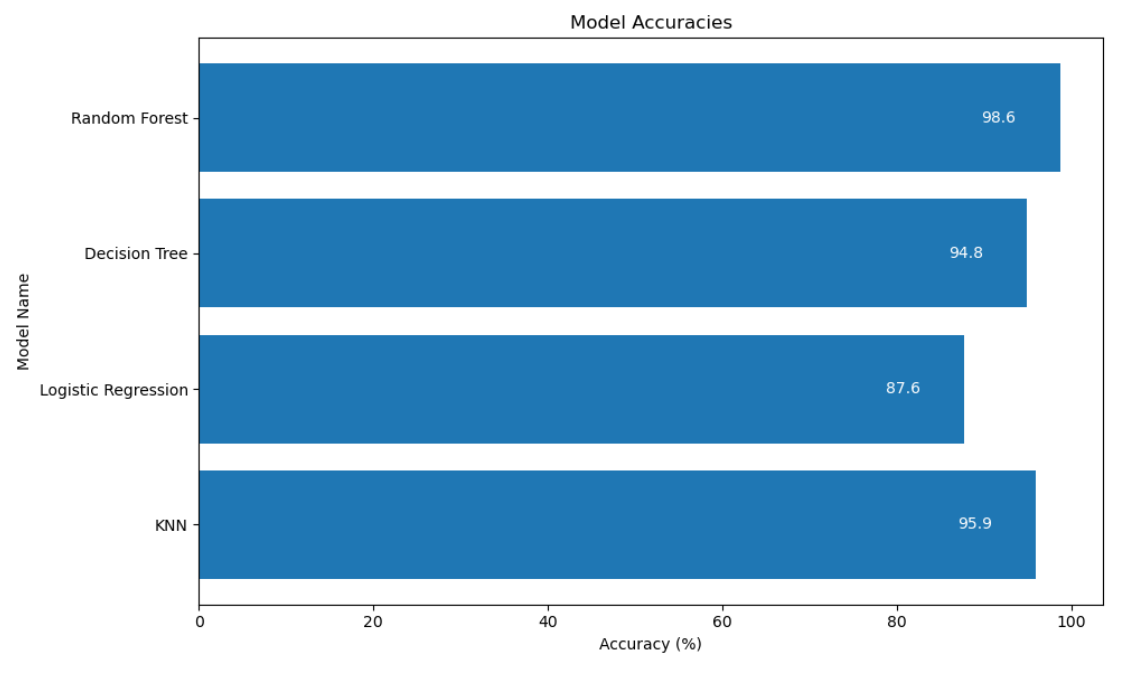 Model Accuracies
Random Forest
98.6
Decision Tree
94.8
Logistic Regression
87.6
KNN
95.9
Model Name
0 20 40 60 80 100
Accuracy (%)